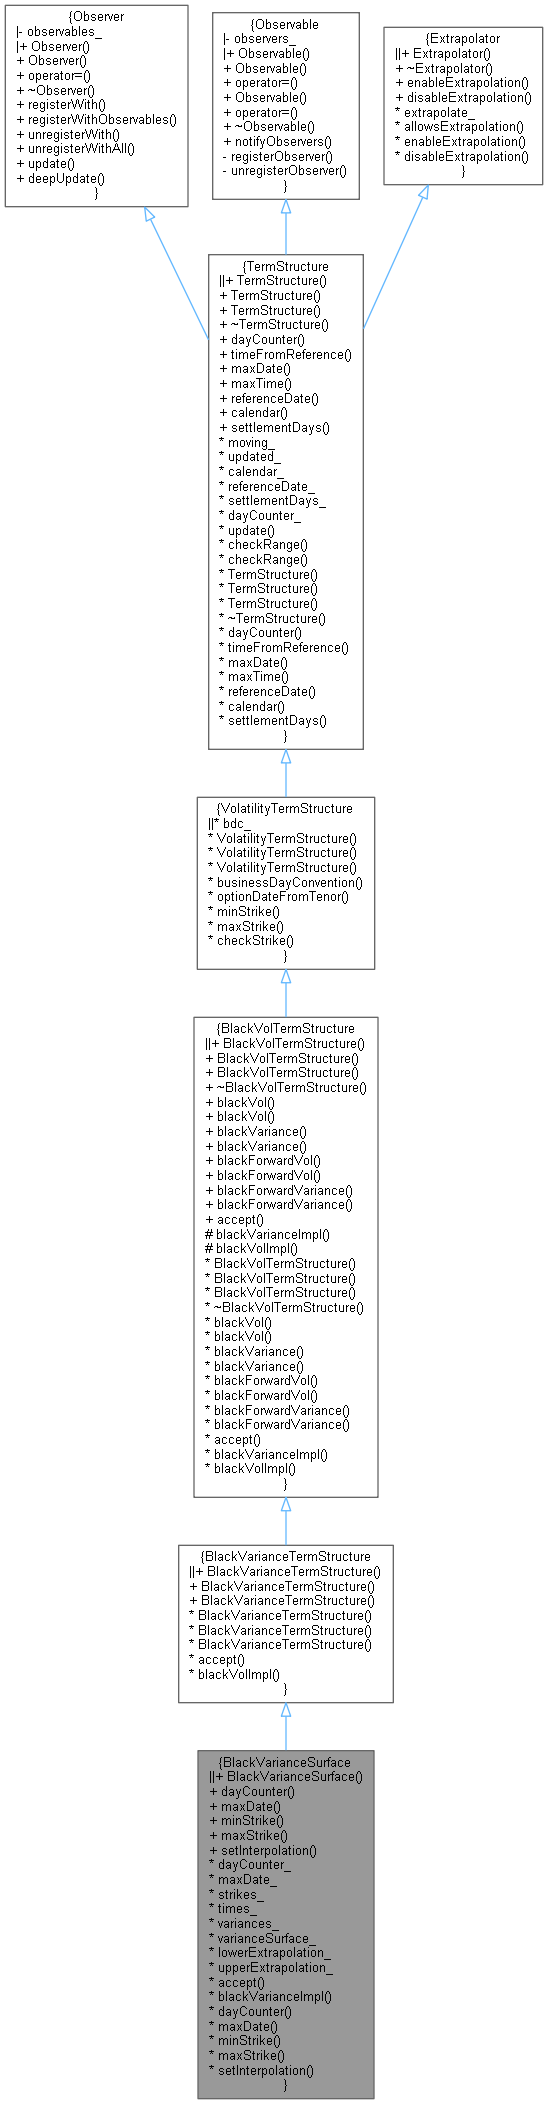 {Observer
|- observables_
|+ Observer()
+ Observer()
+ operator=()
+ ~Observer()
+ registerWith()
+ registerWithObservables()
+ unregisterWith()
+ unregisterWithAll()
+ update()
+ deepUpdate()
}
{Observable
|- observers_
|+ Observable()
+ Observable()
+ operator=()
+ Observable()
+ operator=()
+ ~Observable()
+ notifyObservers()
- registerObserver()
- unregisterObserver()
}
{Extrapolator
||+ Extrapolator()
+ ~Extrapolator()
+ enableExtrapolation()
+ disableExtrapolation()
* extrapolate_
* allowsExtrapolation()
* enableExtrapolation()
* disableExtrapolation()
}
{TermStructure
||+ TermStructure()
+ TermStructure()
+ TermStructure()
+ ~TermStructure()
+ dayCounter()
+ timeFromReference()
+ maxDate()
+ maxTime()
+ referenceDate()
+ calendar()
+ settlementDays()
* moving_
* updated_
* calendar_
* referenceDate_
* settlementDays_
* dayCounter_
* update()
* checkRange()
* checkRange()
* TermStructure()
* TermStructure()
* TermStructure()
* ~TermStructure()
* dayCounter()
* timeFromReference()
* maxDate()
* maxTime()
* referenceDate()
* calendar()
* settlementDays()
}
{VolatilityTermStructure
||* bdc_
* VolatilityTermStructure()
* VolatilityTermStructure()
* VolatilityTermStructure()
* businessDayConvention()
* optionDateFromTenor()
* minStrike()
* maxStrike()
* checkStrike()
}
{BlackVolTermStructure
||+ BlackVolTermStructure()
+ BlackVolTermStructure()
+ BlackVolTermStructure()
+ ~BlackVolTermStructure()
+ blackVol()
+ blackVol()
+ blackVariance()
+ blackVariance()
+ blackForwardVol()
+ blackForwardVol()
+ blackForwardVariance()
+ blackForwardVariance()
+ accept()
# blackVarianceImpl()
# blackVolImpl()
* BlackVolTermStructure()
* BlackVolTermStructure()
* BlackVolTermStructure()
* ~BlackVolTermStructure()
* blackVol()
* blackVol()
* blackVariance()
* blackVariance()
* blackForwardVol()
* blackForwardVol()
* blackForwardVariance()
* blackForwardVariance()
* accept()
* blackVarianceImpl()
* blackVolImpl()
}
{BlackVarianceTermStructure
||+ BlackVarianceTermStructure()
+ BlackVarianceTermStructure()
+ BlackVarianceTermStructure()
* BlackVarianceTermStructure()
* BlackVarianceTermStructure()
* BlackVarianceTermStructure()
* accept()
* blackVolImpl()
}
{BlackVarianceSurface
||+ BlackVarianceSurface()
+ dayCounter()
+ maxDate()
+ minStrike()
+ maxStrike()
+ setInterpolation()
* dayCounter_
* maxDate_
* strikes_
* times_
* variances_
* varianceSurface_
* lowerExtrapolation_
* upperExtrapolation_
* accept()
* blackVarianceImpl()
* dayCounter()
* maxDate()
* minStrike()
* maxStrike()
* setInterpolation()
}